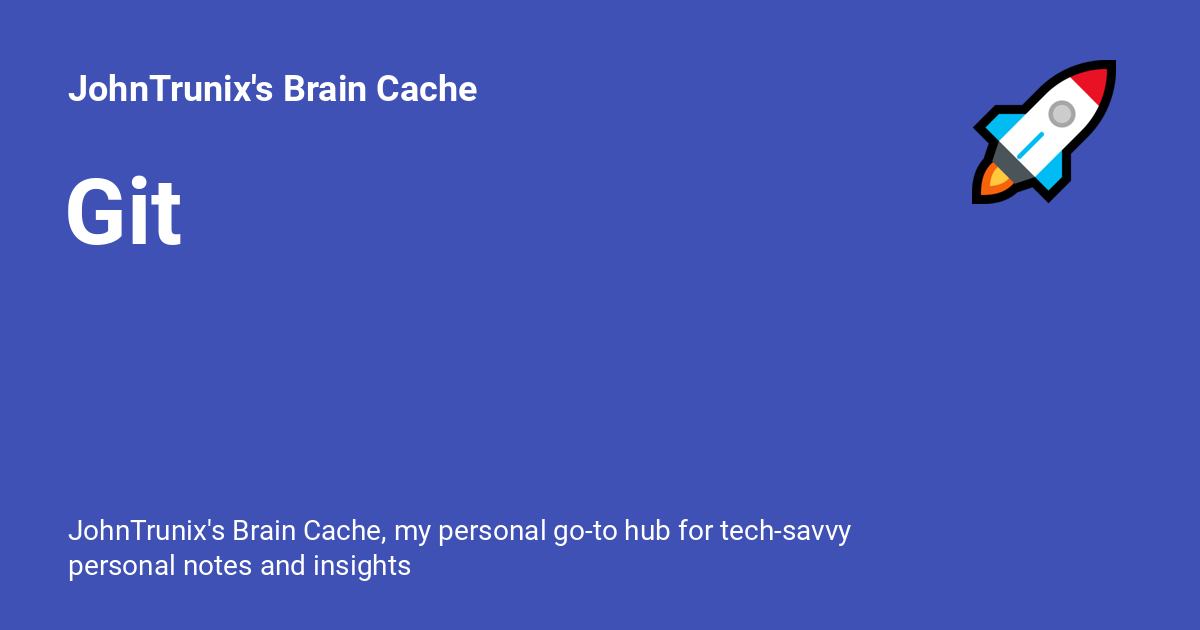 JohnTrunix's Brain Cache
Git
JohnTrunix's Brain Cache, my personal go-to hub for tech-savvy
personal notes and insights